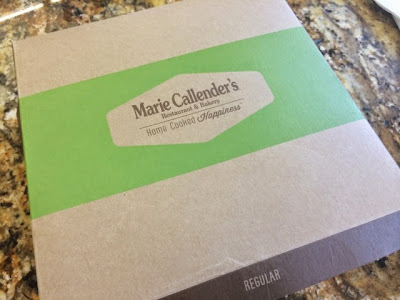 Marie Callender's
Restaurant & Bakery
Home Cooked Happiness
REGULAR